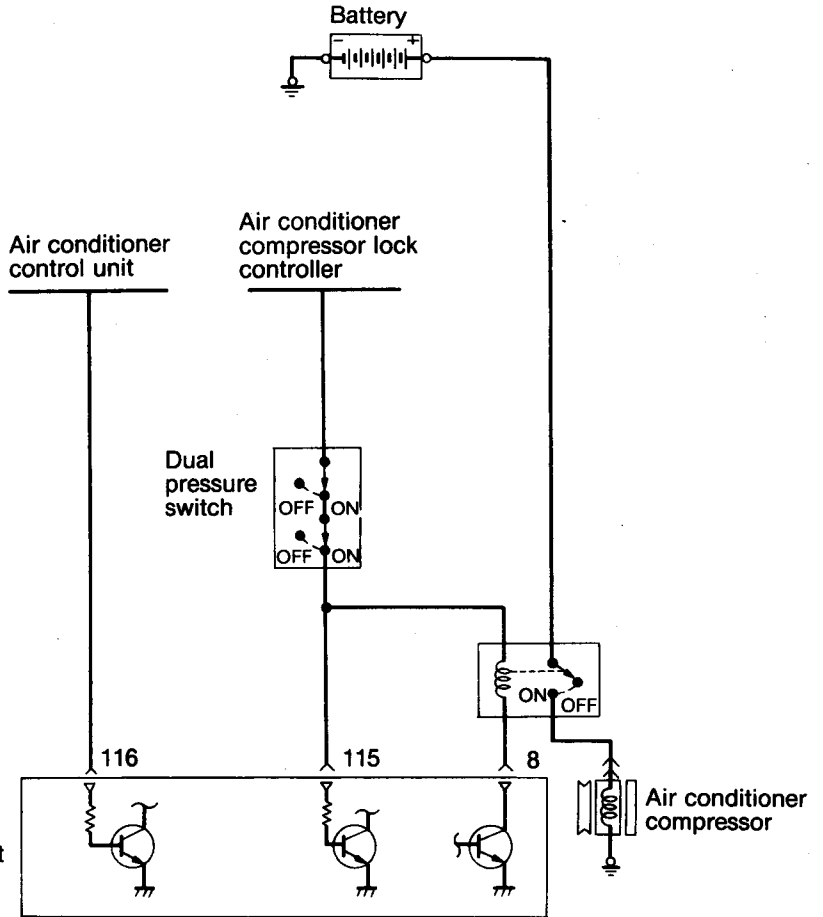 Battery
− +
Air conditioner
control unit
Air conditioner
compressor lock
controller
Dual
pressure
switch
OFF ON
OFF ON
ON OFF
116
115
8
Air conditioner
compressor
t